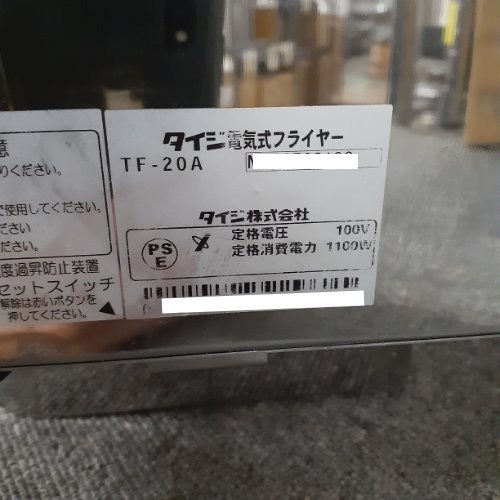 意
りください。
で使用してください。
ださい
ださい。
度過昇防止装置
セットスイッチ
解除は赤いボタンを
押してください。
タイジ電気式フライヤー
TF-20A
タイジ株式会社
PS
E
定格電圧 100V
定格消費電力 1100W